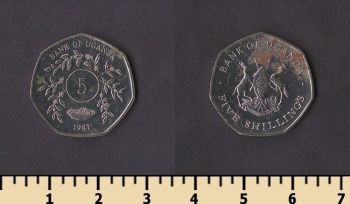 BANK OF UGANDA
5
1987
BANK OF UGANDA
FIVE SHILLINGS
1 2 3 4 5 6 7